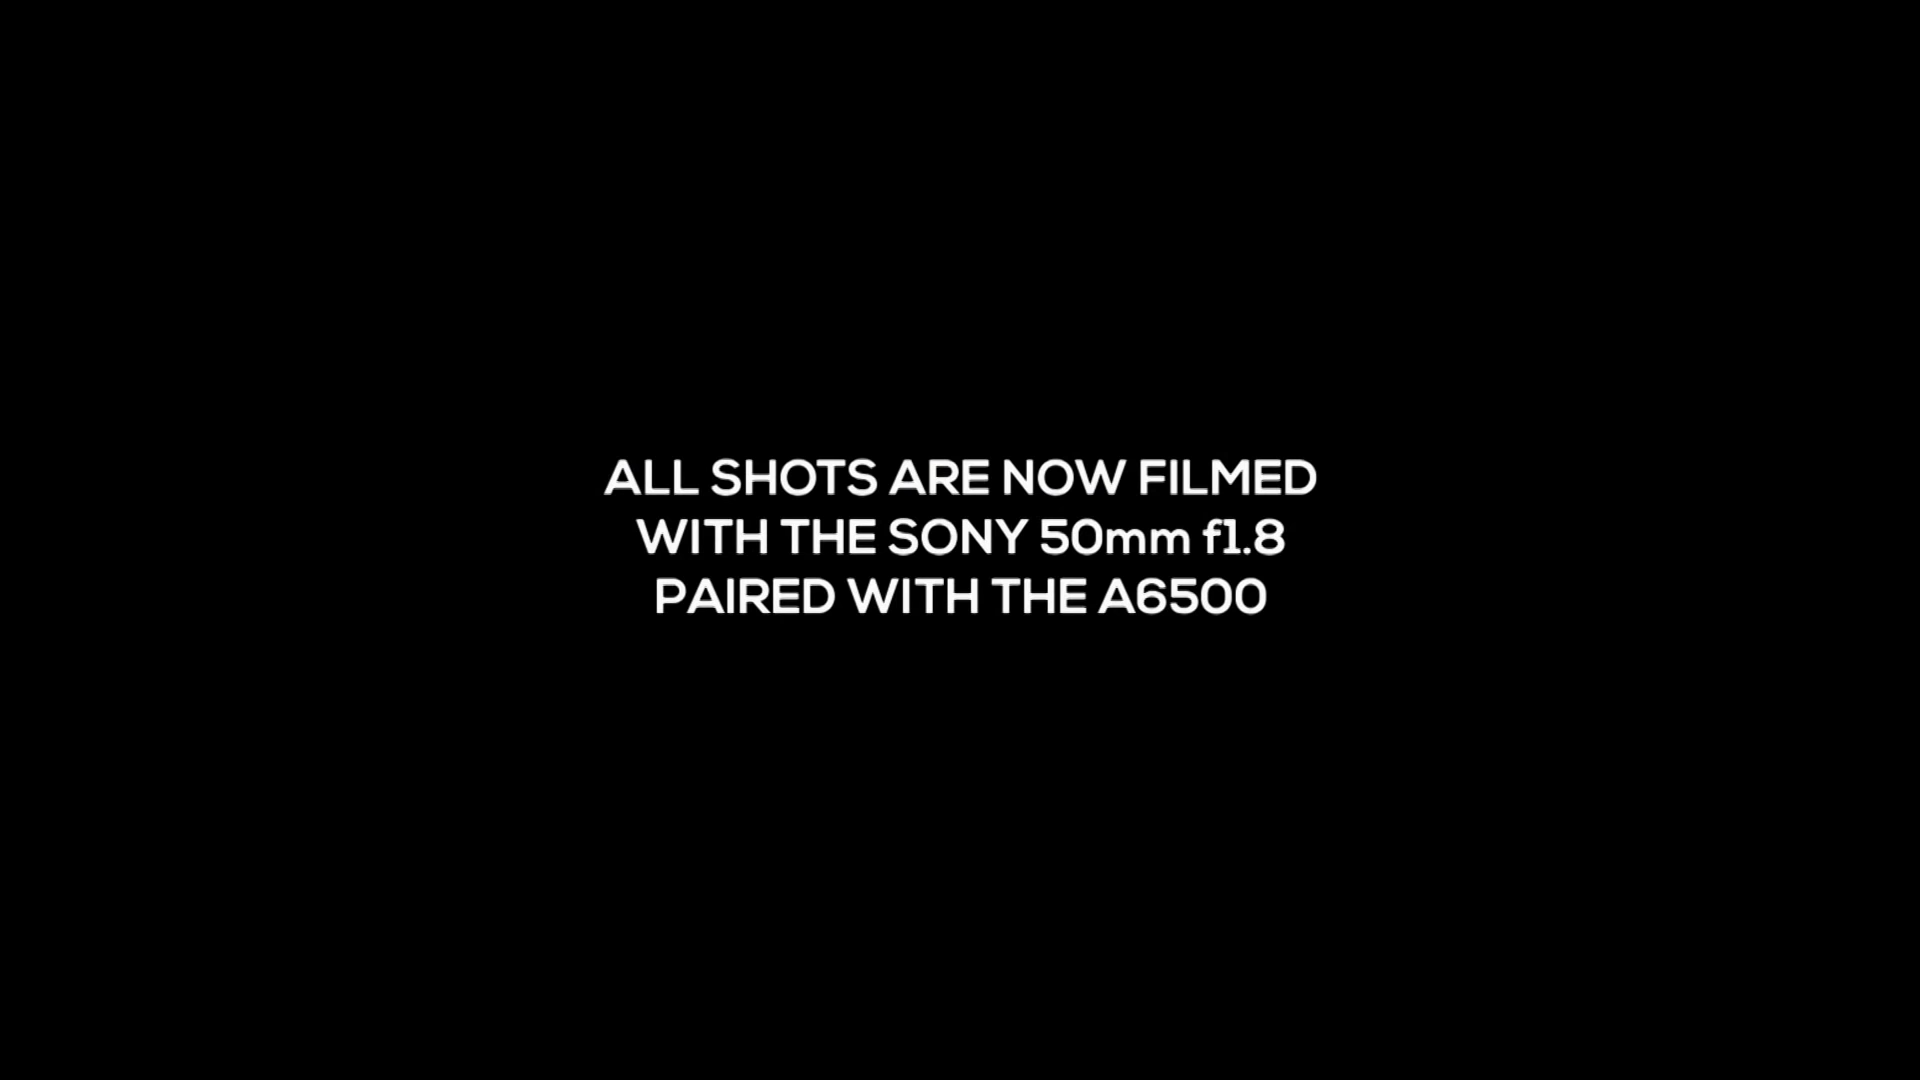 ALL SHOTS ARE NOW FILMED
WITH THE SONY 50mm f1.8
PAIRED WITH THE A6500